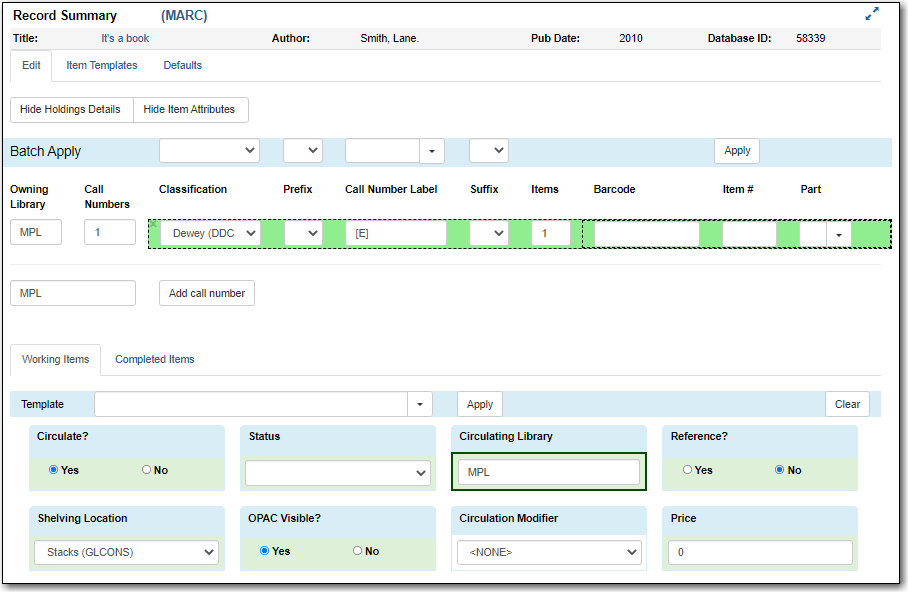 Record Summary (MARC)
Title: It's a book Author: Smith, Lane. Pub Date: 2010 Database ID: 58339
Edit Item Templates Defaults
Hide Holdings Details Hide Item Attributes
Batch Apply Apply
Owning Library Call Numbers Classification Prefix Call Number Label Suffix Items Barcode Item # Part
MPL 1 Dewey (DDC [E] 1
MPL Add call number
Working Items Completed Items
Template Apply Clear
Circulate? Status Circulating Library Reference?
Yes No MPL Yes No
Shelving Location OPAC Visible? Circulation Modifier Price
Stacks (GLCONS) Yes No <NONE> 0